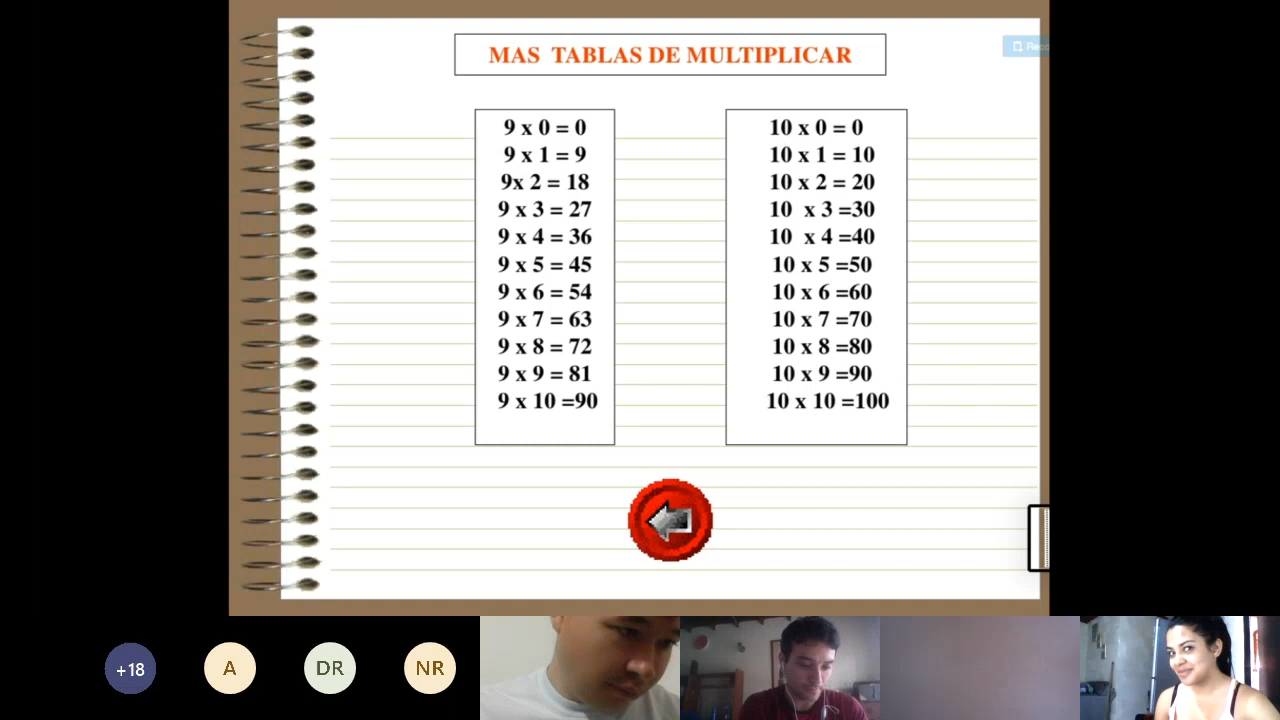 MAS TABLAS DE MULTIPLICAR
Reco
9 x 0 = 0
9 x 1 = 9
9x 2 = 18
9 x 3 = 27
9 x 4 = 36
9 x 5 = 45
9 x 6 = 54
9 x 7 = 63
9 x 8 = 72
9 x 9 = 81
9 x 10 =90
10 x 0 = 0
10 x 1 = 10
10 x 2 = 20
10 x 3 =30
10 x 4 =40
10 x 5 =50
10 x 6 =60
10 x 7 =70
10 x 8 =80
10 x 9 =90
10 x 10 =100
+18
A
DR
NR